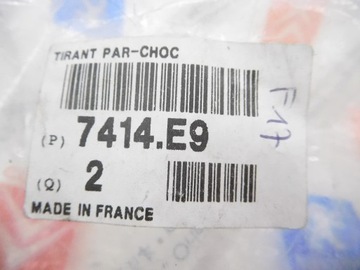 TIRANT PAR-CHOC
(P) 7414.E9
(Q) 2
MADE IN FRANCE
F17